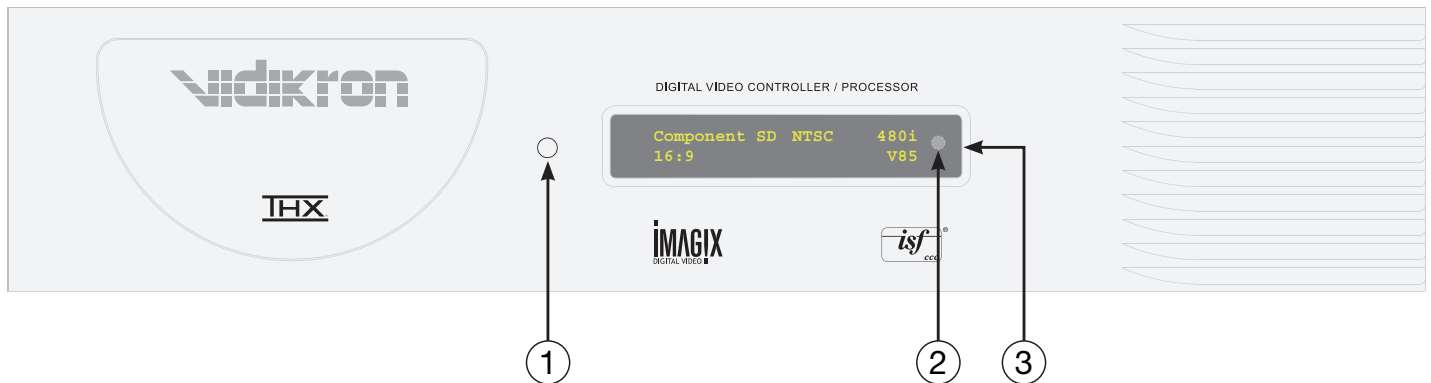 vidikron
DIGITAL VIDEO CONTROLLER / PROCESSOR
Component SD NTSC 480i
16:9 V85
THX
iMAGIX
DIGITAL VIDEO
isf®
ccc
1 2 3